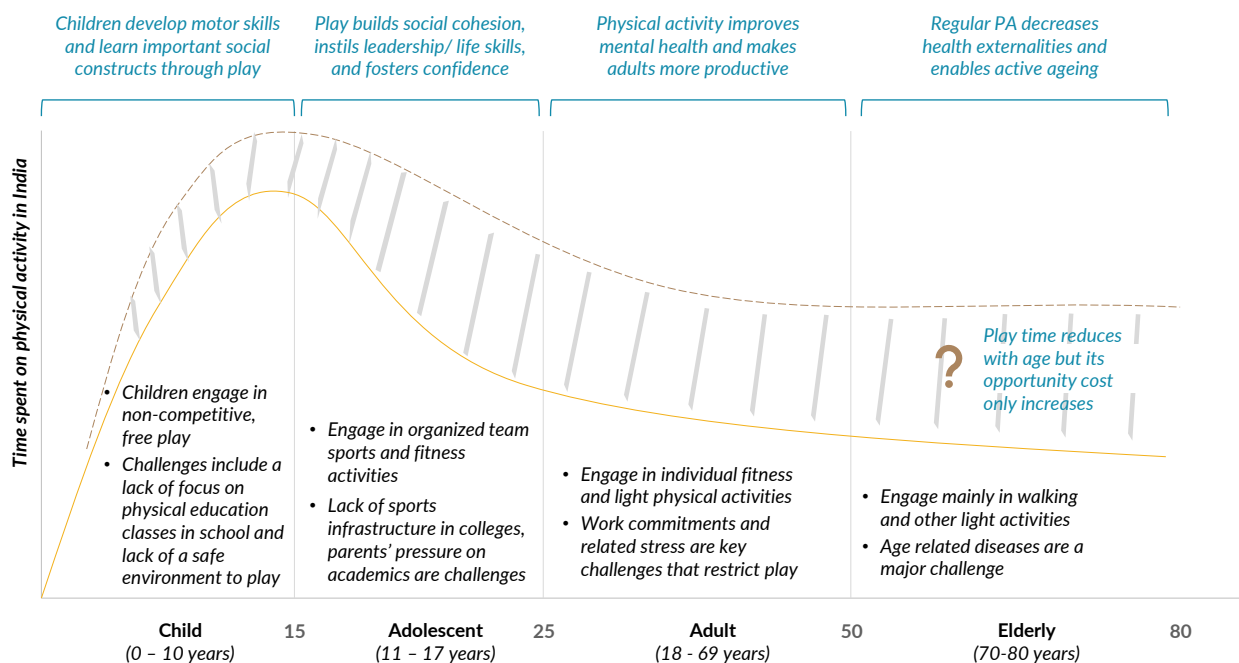 Children develop motor skills
and learn important social
constructs through play
Play builds social cohesion,
instils leadership/ life skills,
and fosters confidence
Physical activity improves
mental health and makes
adults more productive
Regular PA decreases
health externalities and
enables active ageing
Time spent on physical activity in India
• Children engage in
non-competitive,
free play
• Challenges include a
lack of focus on
physical education
classes in school and
lack of a safe
environment to play
• Engage in organized team
sports and fitness
activities
• Lack of sports
infrastructure in colleges,
parents’ pressure on
academics are challenges
• Engage in individual fitness
and light physical activities
• Work commitments and
related stress are key
challenges that restrict play
?
Play time reduces
with age but its
opportunity cost
only increases
• Engage mainly in walking
and other light activities
• Age related diseases are a
major challenge
Child
(0 – 10 years)
15
Adolescent
(11 – 17 years)
25
Adult
(18 - 69 years)
50
Elderly
(70-80 years)
80